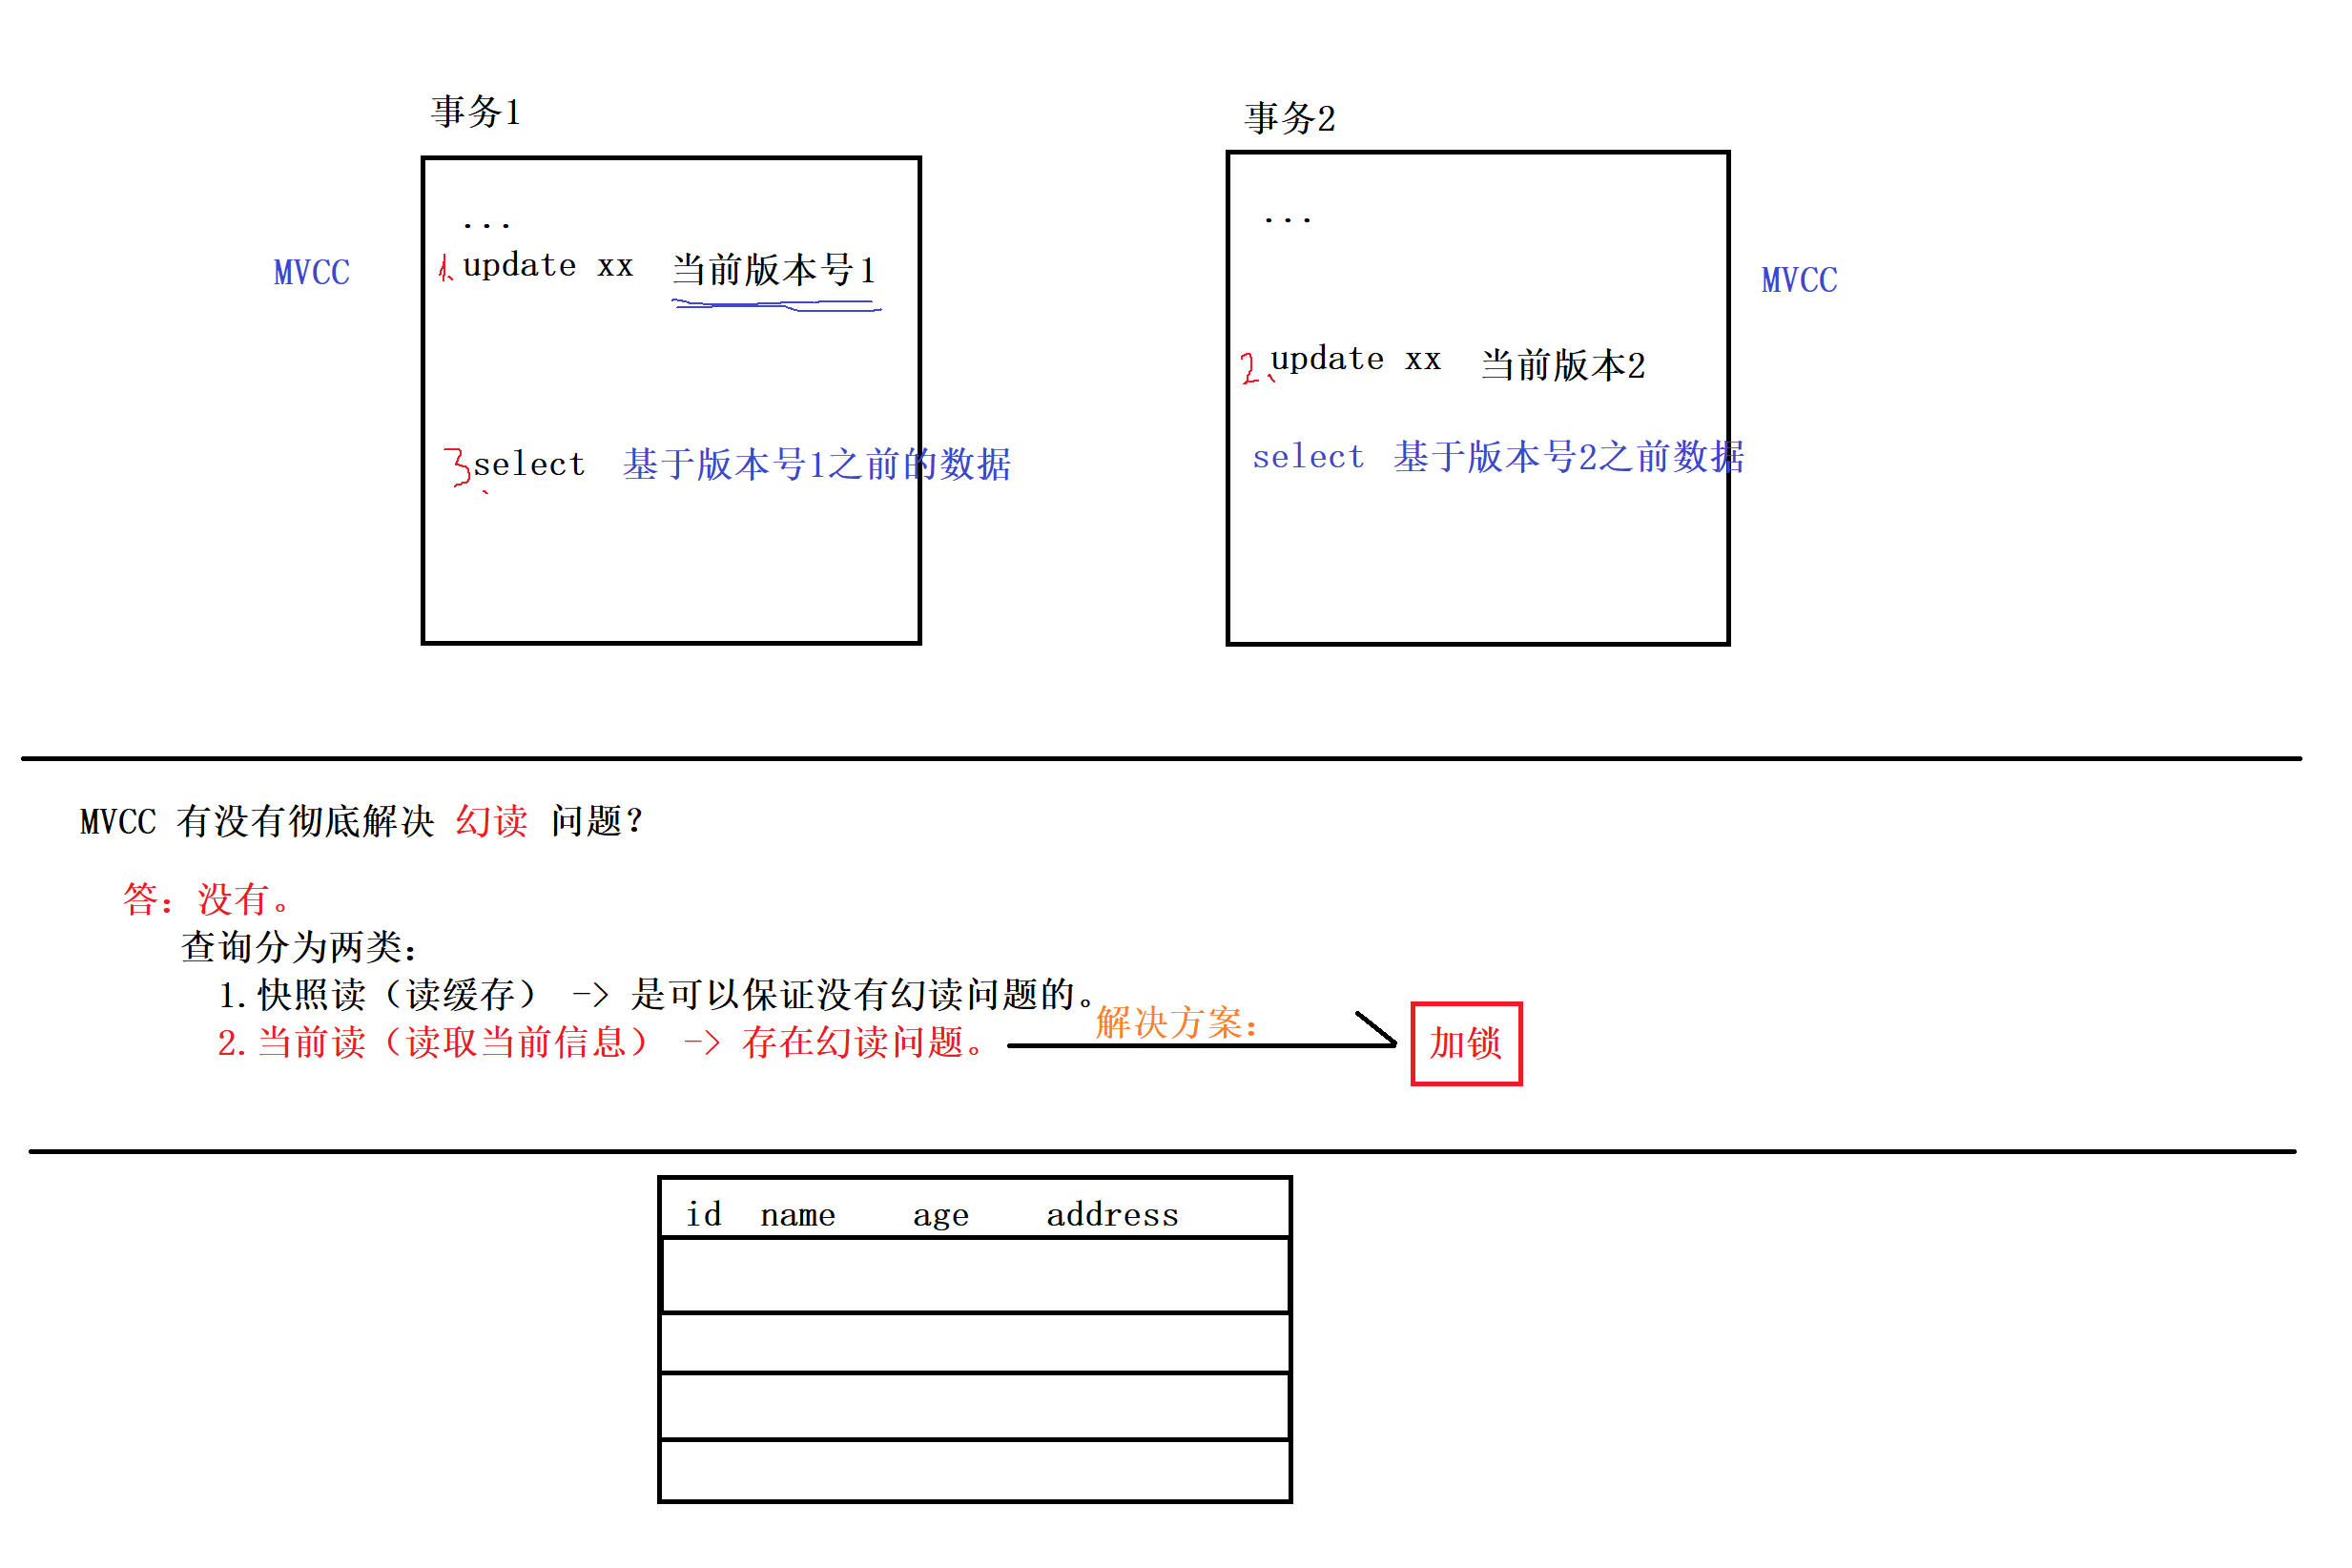 事务1
事务2
...
...
MVCC
1、update xx 当前版本号1
MVCC
2、update xx 当前版本2
3、select 基于版本号1之前的数据
select 基于版本号2之前数据
MVCC 有没有彻底解决 幻读 问题？
答：没有。
查询分为两类：
1.快照读（读缓存） -> 是可以保证没有幻读问题的。
2.当前读（读取当前信息） -> 存在幻读问题。
解决方案：
加锁
id name age address